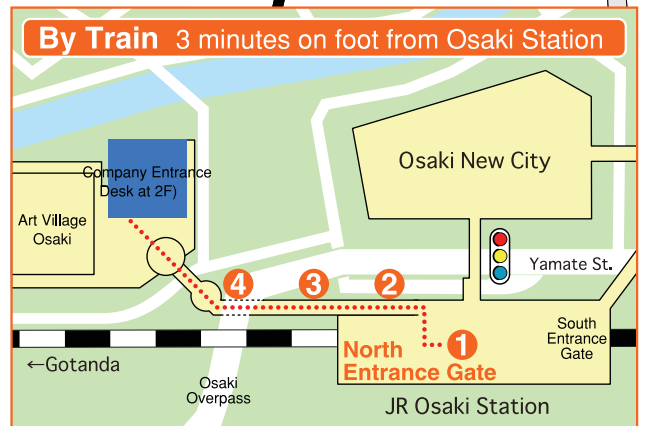 By Train 3 minutes on foot from Osaki Station
Osaki New City
Company Entrance
Desk at 2F)
Art Village
Osaki
4
3
2
Yamate St.
1
North
Entrance Gate
South
Entrance
Gate
←Gotanda
Osaki
Overpass
JR Osaki Station